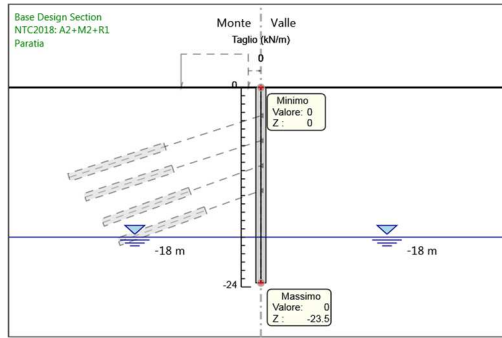 Base Design Section
NTC2018: A2+M2+R1
Paratia
Monte Valle
Taglio (kN/m)
0
0
Minimo
Valore: 0
Z : 0
-18 m
-18 m
-24
Massimo
Valore: 0
Z : -23.5